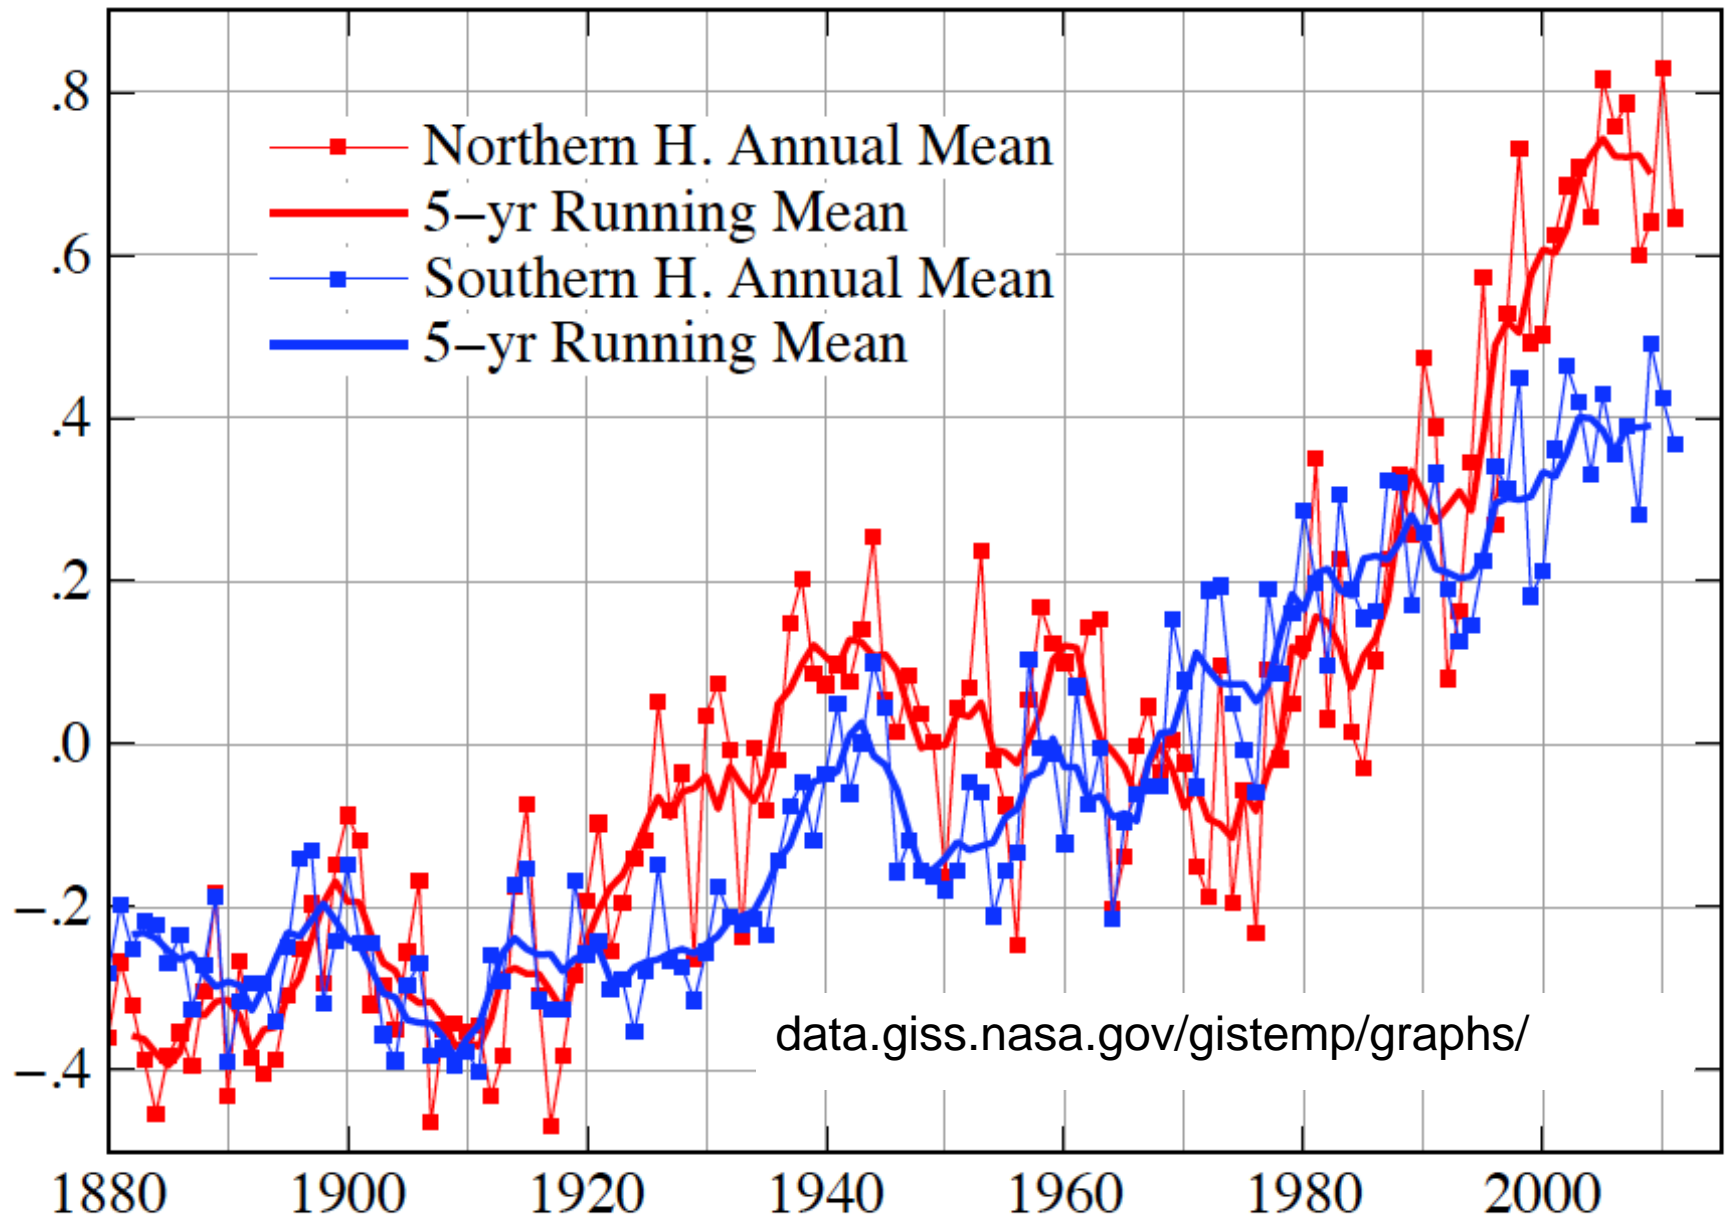 .8
.6
.4
.2
.0
−.2
−.4
Northern H. Annual Mean
5−yr Running Mean
Southern H. Annual Mean
5−yr Running Mean
data.giss.nasa.gov/gistemp/graphs/
1880 1900 1920 1940 1960 1980 2000